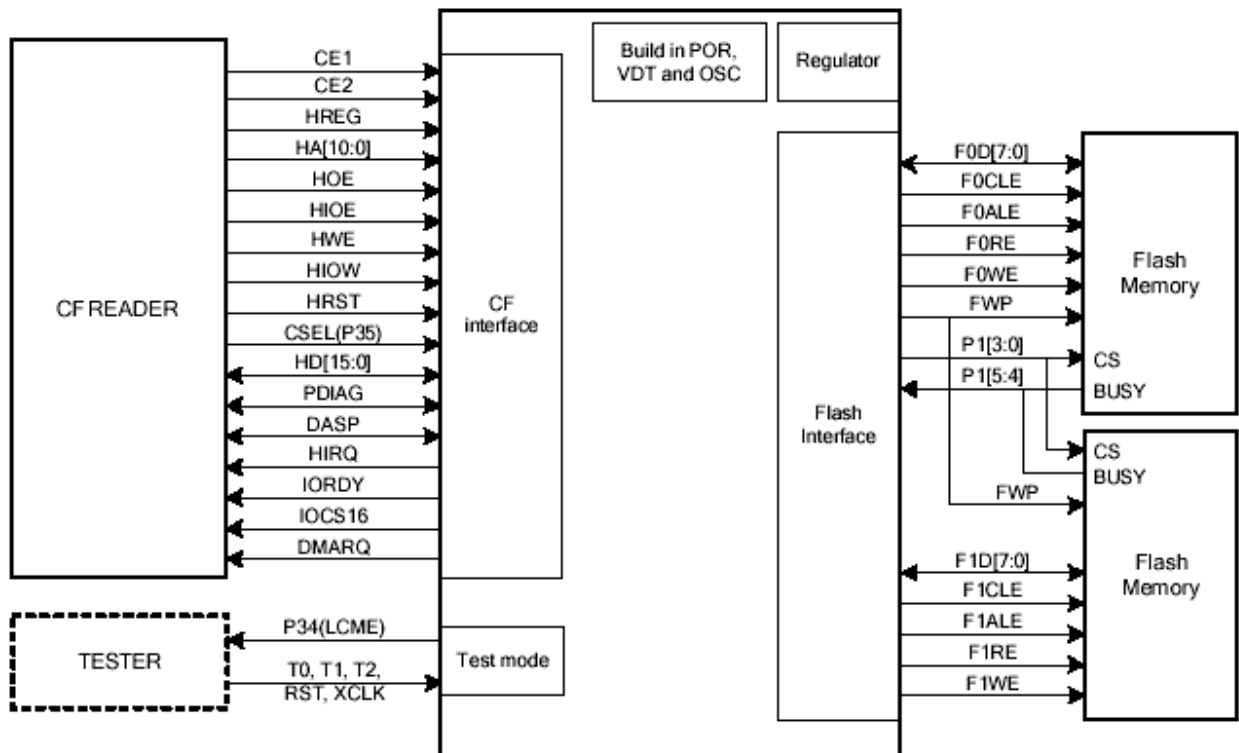 Build in POR,
VDT and OSC
Regulator
CF READER
CE1
CE2
HREG
HA[10:0]
HOE
HIOE
HWE
HIOW
HRST
CSEL(P35)
HD[15:0]
PDIAG
DASP
HIRQ
IORDY
IOCS16
DMARQ
CF
interface
TESTER
P34(LCME)
T0, T1, T2,
RST, XCLK
Test mode
Flash
Interface
F0D[7:0]
F0CLE
F0ALE
F0RE
F0WE
FWP
P1[3:0]
P1[5:4]
Flash
Memory
CS
BUSY
CS
BUSY
FWP
F1D[7:0]
F1CLE
F1ALE
F1RE
F1WE
Flash
Memory